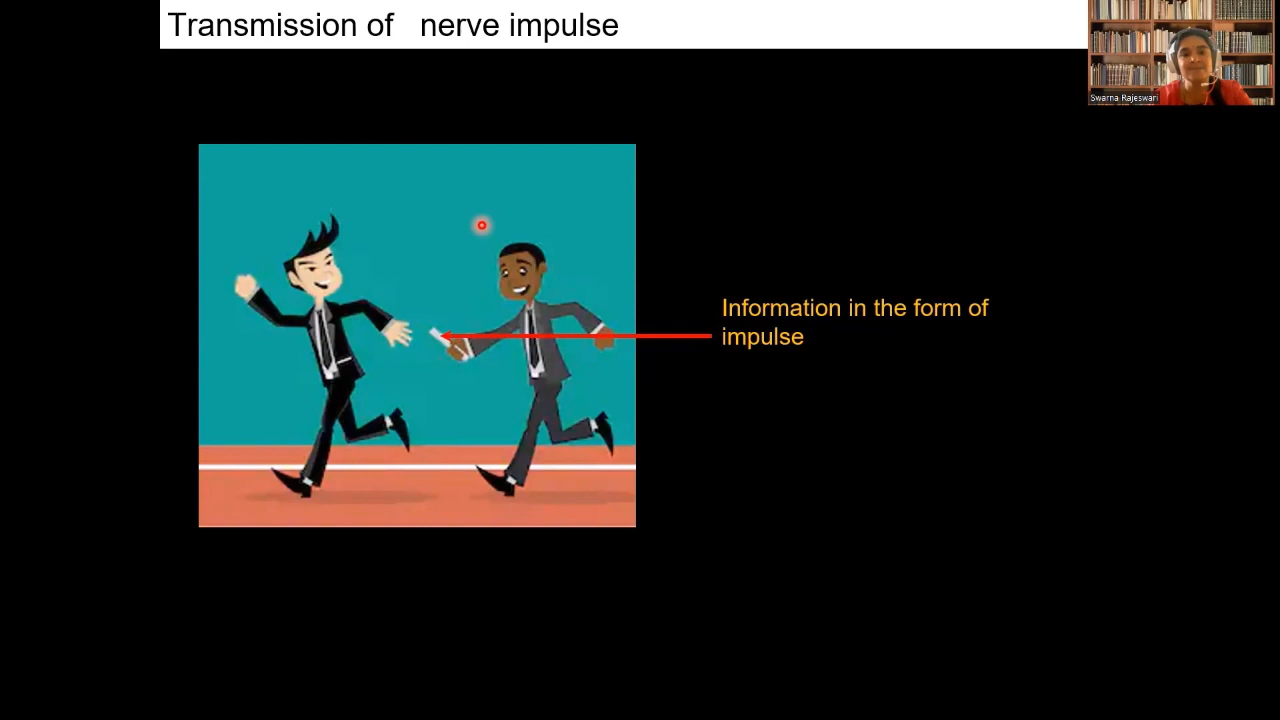 Transmission of nerve impulse
Swarna Rajeswari
Information in the form of
impulse